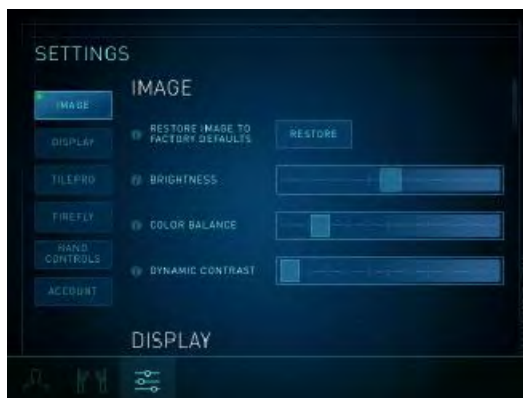 SETTINGS
IMAGE
IMAGE
RESTORE IMAGE TO
FACTORY DEFAULTS
RESTORE
DISPLAY
TILEPRO
BRIGHTNESS
FIREFLY
COLOR BALANCE
HAND
CONTROLS
DYNAMIC CONTRAST
ACCOUNT
DISPLAY